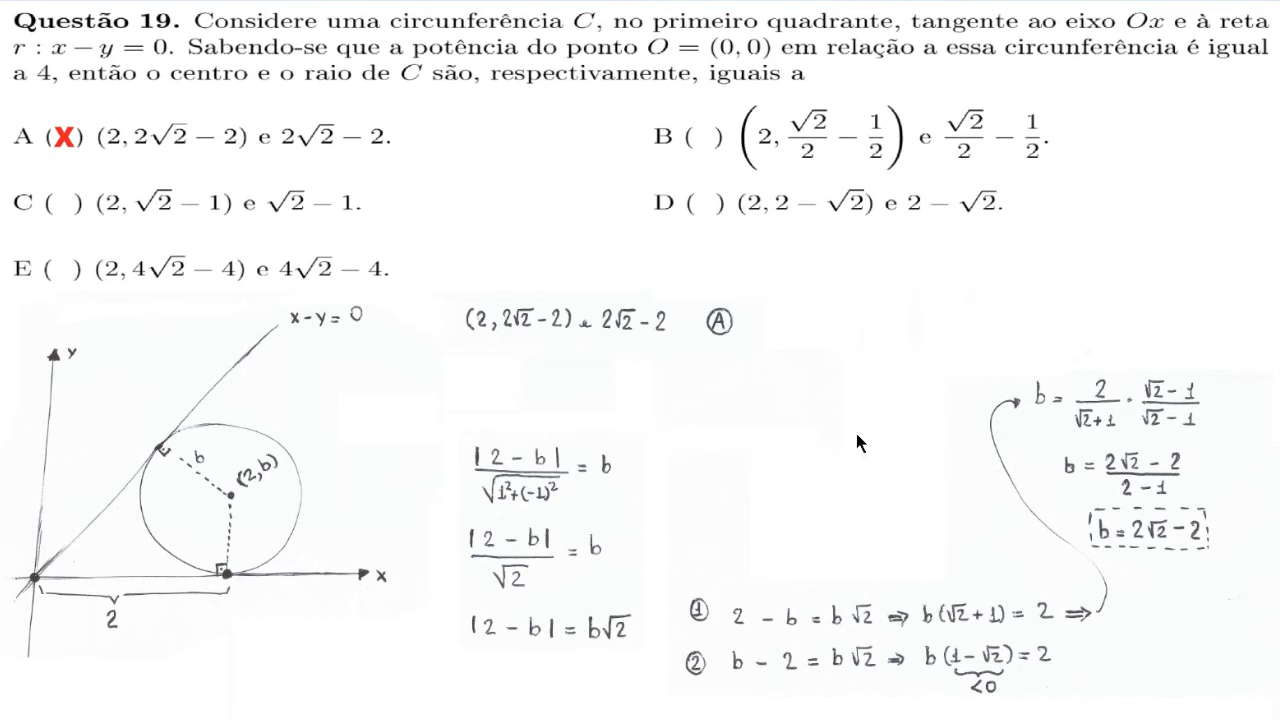 Questão 19. Considere uma circunferência C, no primeiro quadrante, tangente ao eixo Ox e à reta
r : x − y = 0. Sabendo-se que a potência do ponto O = (0, 0) em relação a essa circunferência é igual
a 4, então o centro e o raio de C são, respectivamente, iguais a
A (X) (2, 2√2 − 2) e 2√2 − 2.
B ( ) (2, √2/2 − 1/2) e √2/2 − 1/2.
C ( ) (2, √2 − 1) e √2 − 1.
D ( ) (2, 2 − √2) e 2 − √2.
E ( ) (2, 4√2 − 4) e 4√2 − 4.
x-y=0
y
b
(2,b)
x
2
(2, 2√2-2) e 2√2-2 Ⓐ
|2-b|/√(1²+(-1)²) = b
|2-b|/√2 = b
|2-b| = b√2
① 2-b = b√2 ⇒ b(√2+1) = 2 ⇒
② b-2 = b√2 ⇒ b(1-√2) = 2
<0
b = 2/(√2+1) · (√2-1)/(√2-1)
b = (2√2-2)/(2-1)
b = 2√2-2